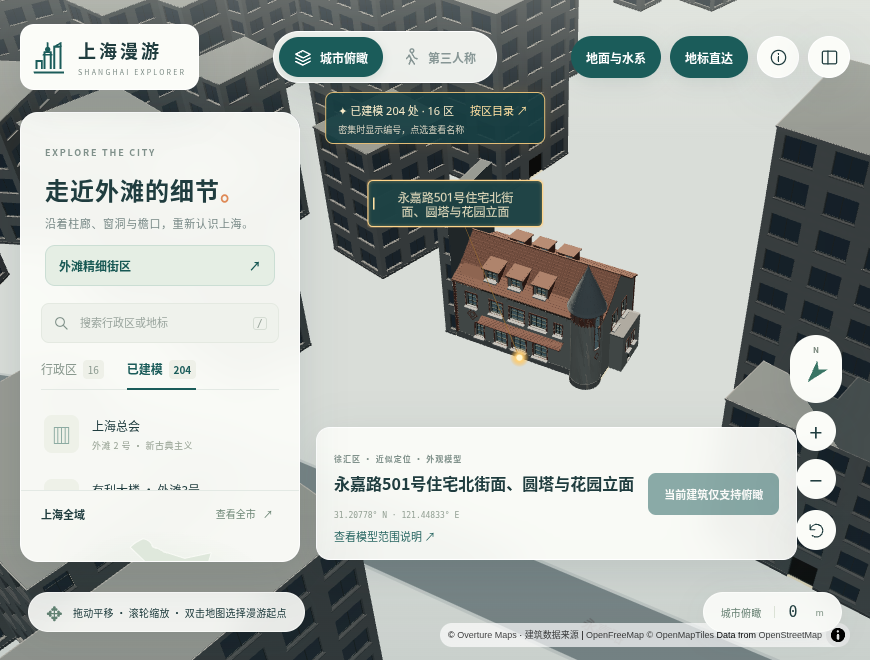 上海漫游
SHANGHAI EXPLORER
城市俯瞰
第三人称
地面与水系
地标直达
✦ 已建模 204 处 · 16 区 按区目录 ↗
密集时显示编号，点选查看名称
EXPLORE THE CITY
走近外滩的细节。
沿着柱廊、窗洞与檐口，重新认识上海。
外滩精细街区 ↗
搜索行政区或地标 /
行政区 16 已建模 204
上海总会
外滩 2 号 · 新古典主义
有利大楼 · 外滩3号
上海全域 查看全市 ↗
永嘉路501号住宅北街
面、圆塔与花园立面
N
+
−
徐汇区 · 近似定位 · 外观模型
永嘉路501号住宅北街面、圆塔与花园立面
当前建筑仅支持俯瞰
31.20778° N · 121.44833° E
查看模型范围说明 ↗
拖动平移 · 滚轮缩放 · 双击地图选择漫游起点
城市俯瞰 0 m
© Overture Maps · 建筑数据来源 | OpenFreeMap © OpenMapTiles Data from OpenStreetMap